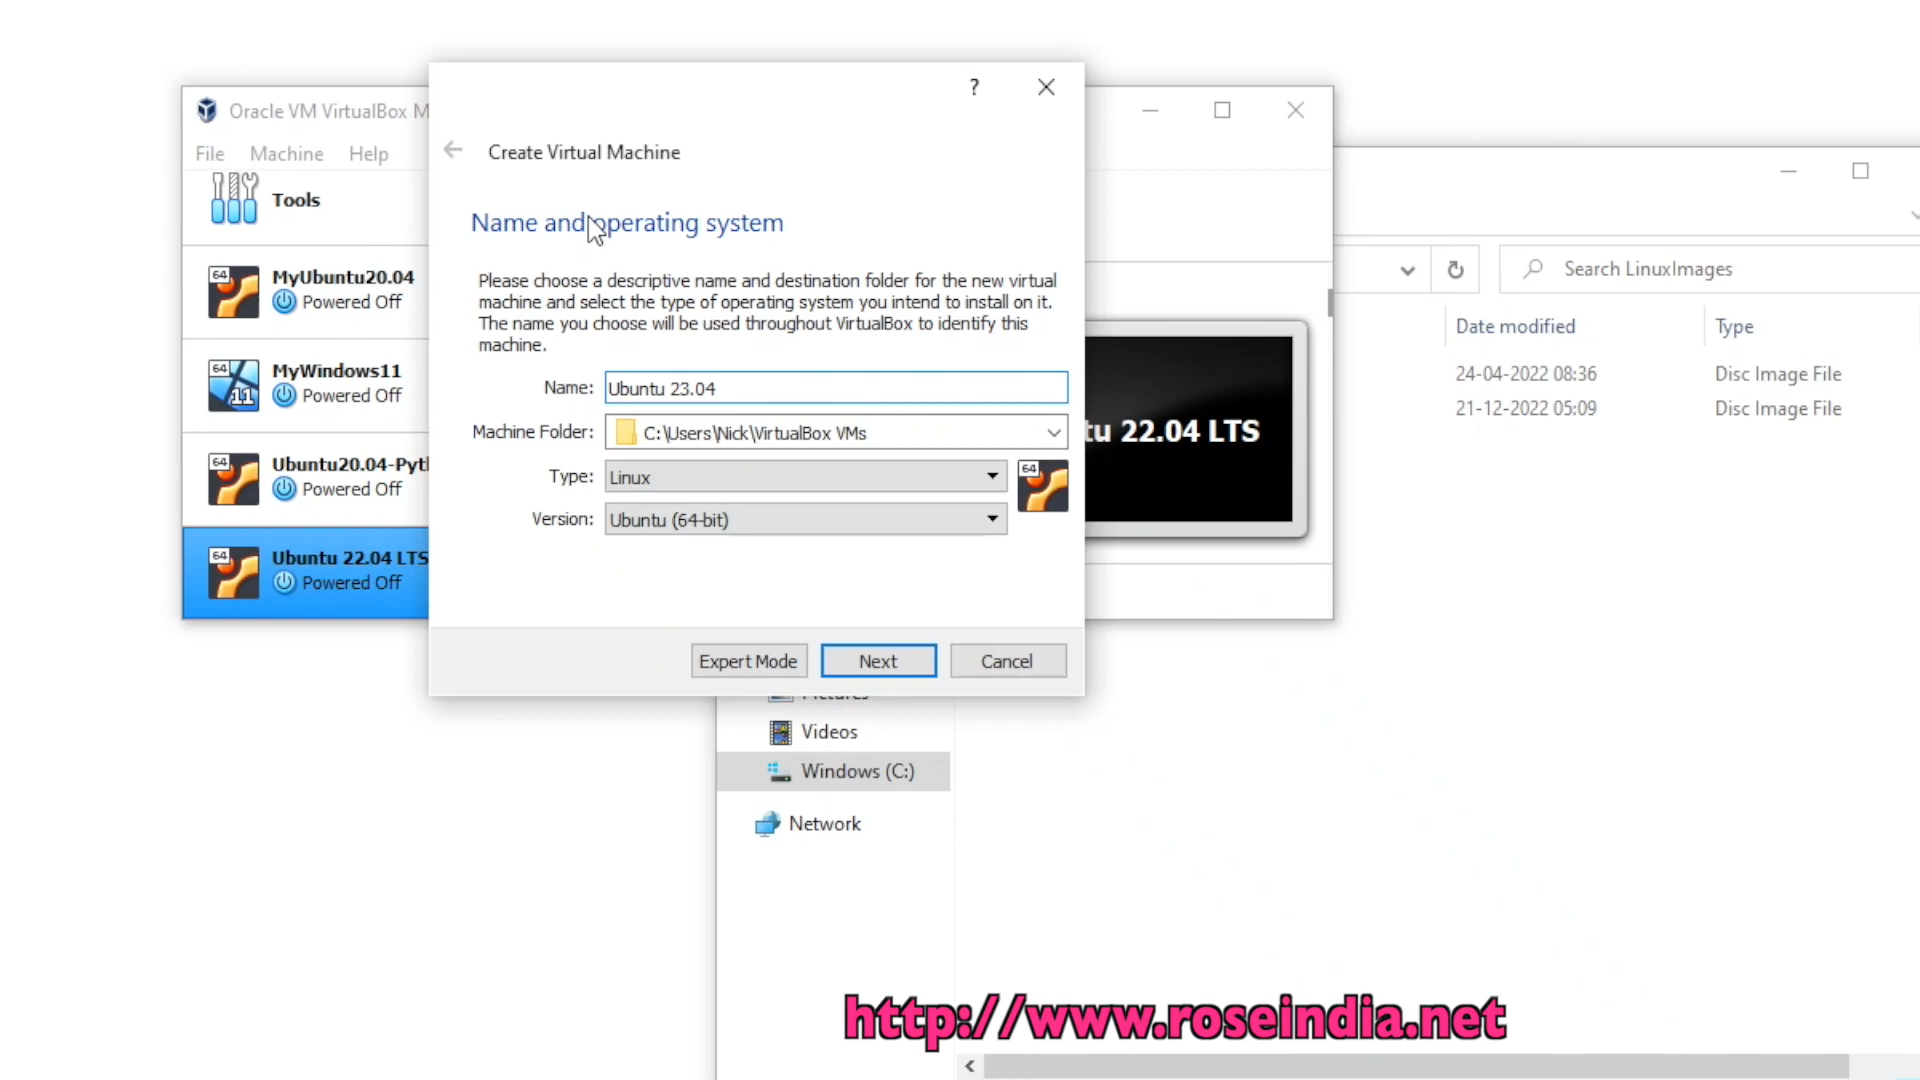 ?
Create Virtual Machine
Name and operating system
Please choose a descriptive name and destination folder for the new virtual
machine and select the type of operating system you intend to install on it.
The name you choose will be used throughout VirtualBox to identify this
machine.
Name: Ubuntu 23.04
Machine Folder: C:\Users\Nick\VirtualBox VMs
Type: Linux
64
Version: Ubuntu (64-bit)
Expert Mode Next Cancel
Oracle VM VirtualBox M
File Machine Help
Tools
64
MyUbuntu20.04
Powered Off
64
11
MyWindows11
Powered Off
64
Ubuntu20.04-Pyt
Powered Off
64
Ubuntu 22.04 LTS
Powered Off
tu 22.04 LTS
Search LinuxImages
Date modified Type
24-04-2022 08:36 Disc Image File
21-12-2022 05:09 Disc Image File
Videos
Windows (C:)
Network
http://www.roseindia.net